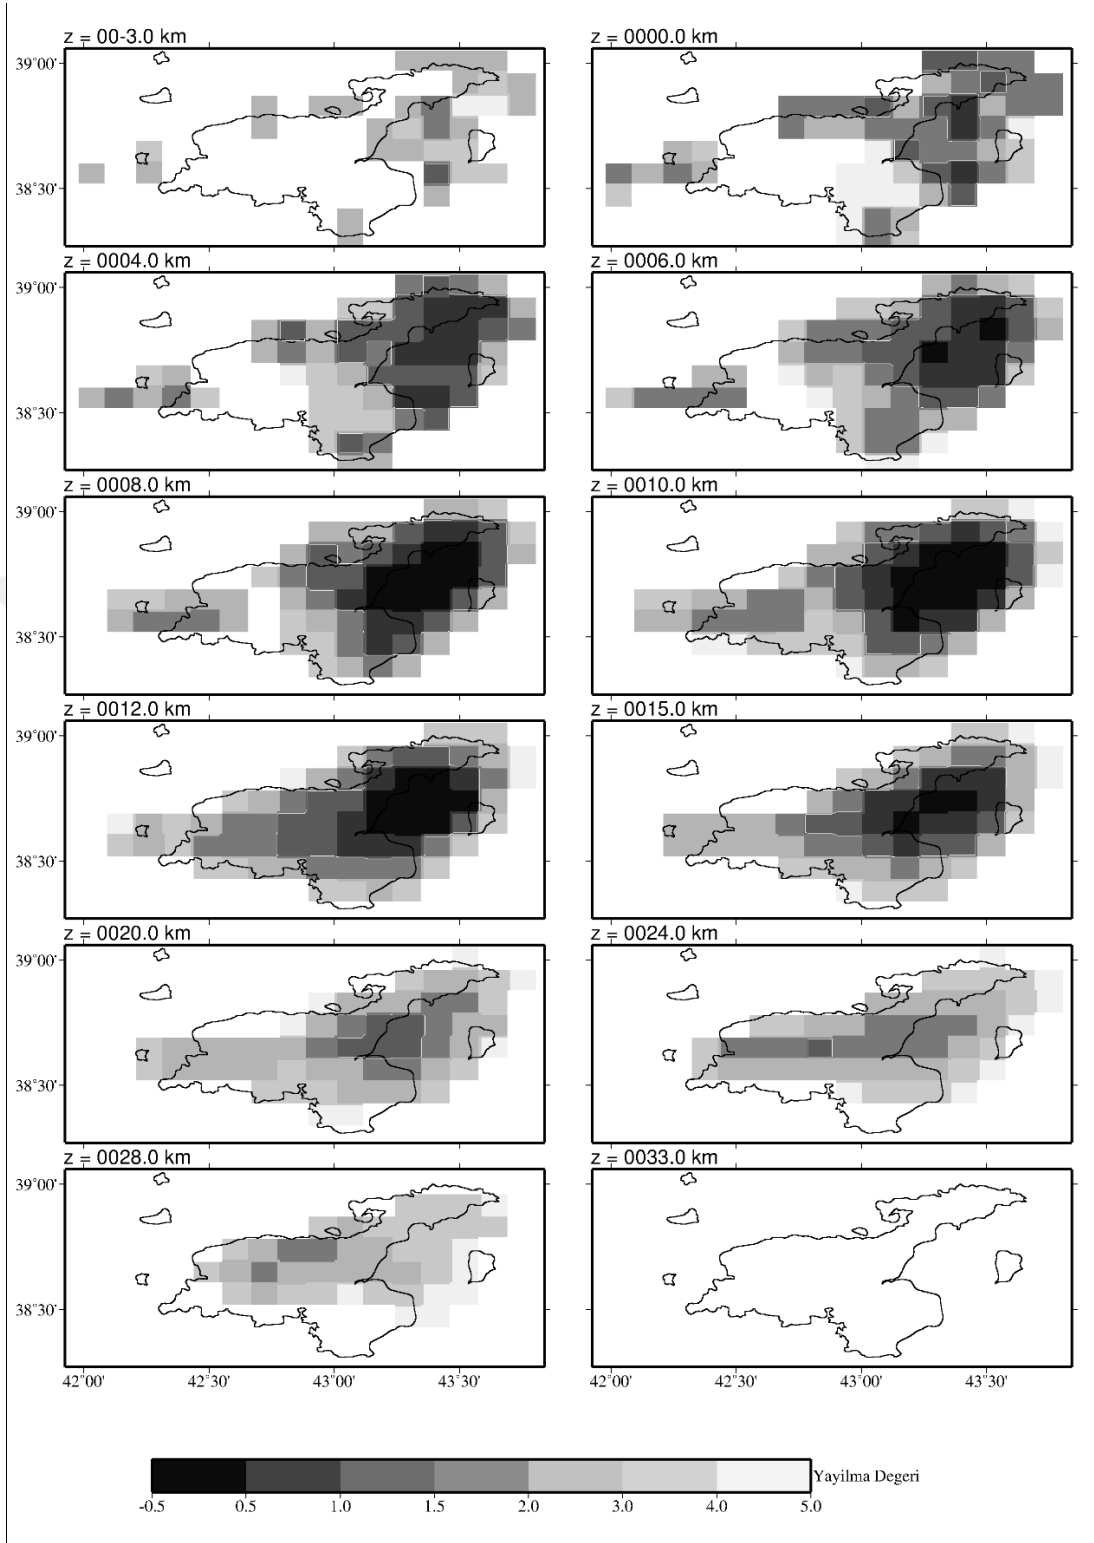 z = 00-3.0 km
z = 0000.0 km
39°00'
38°30'
z = 0004.0 km
z = 0006.0 km
39°00'
38°30'
z = 0008.0 km
z = 0010.0 km
39°00'
38°30'
z = 0012.0 km
z = 0015.0 km
39°00'
38°30'
z = 0020.0 km
z = 0024.0 km
39°00'
38°30'
z = 0028.0 km
z = 0033.0 km
39°00'
38°30'
42°00' 42°30' 43°00' 43°30' 42°00' 42°30' 43°00' 43°30'
Yayilma Degeri
-0.5 0.5 1.0 1.5 2.0 3.0 4.0 5.0